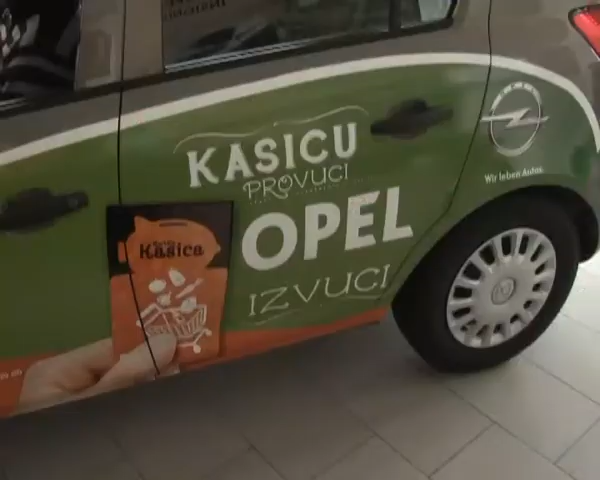 KASICU
PROVUCI
OPEL
IZVUCI
Wir leben Autos.
Kasica